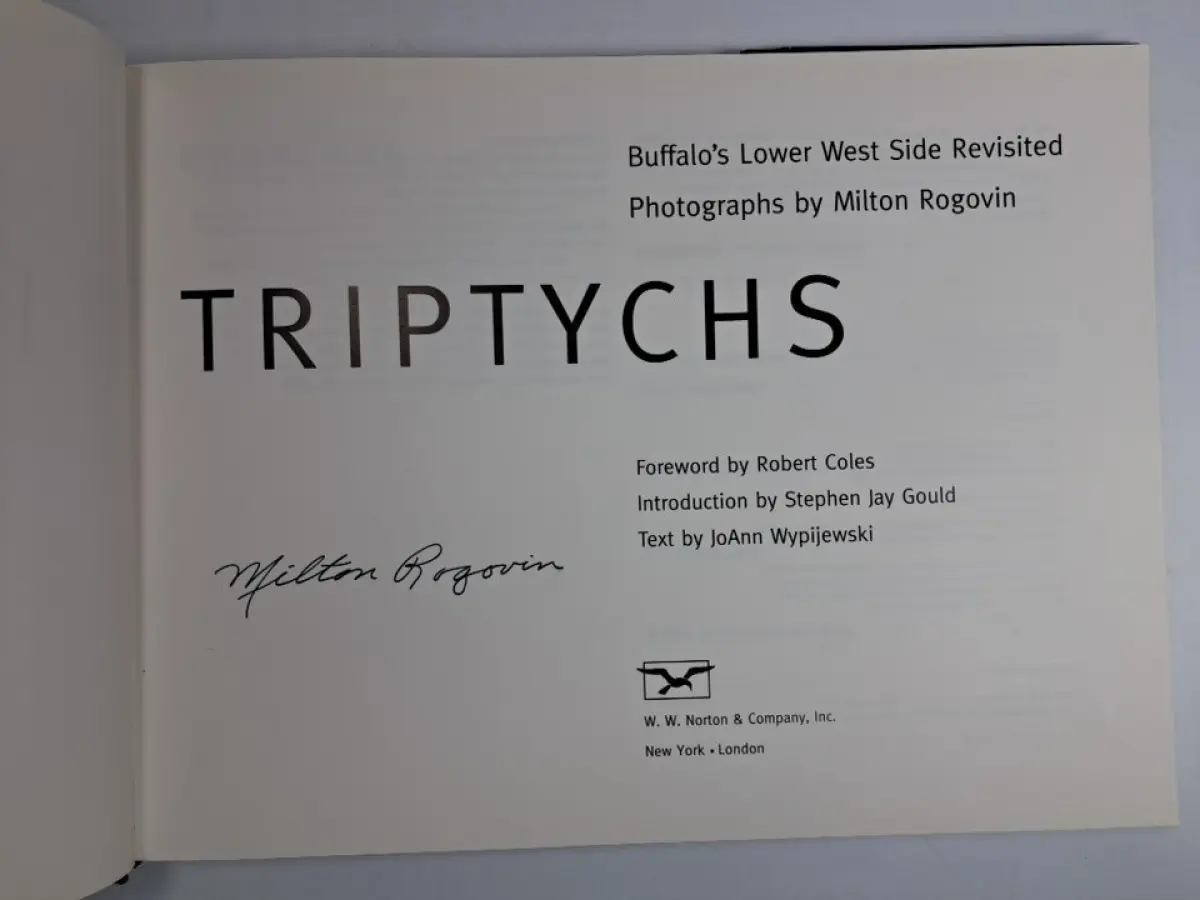 Buffalo's Lower West Side Revisited
Photographs by Milton Rogovin
TRIPTYCHS
Foreword by Robert Coles
Introduction by Stephen Jay Gould
Text by JoAnn Wypijewski
Milton Rogovin
W. W. Norton & Company, Inc.
New York • London